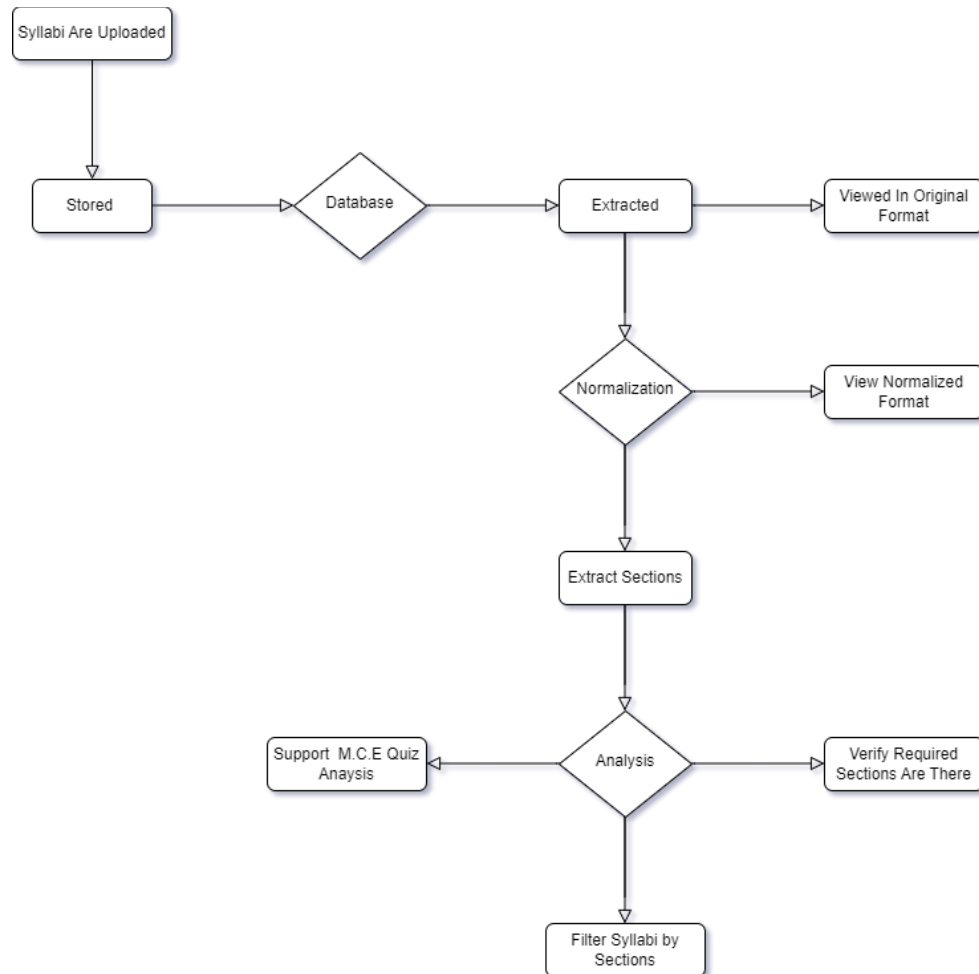 Syllabi Are Uploaded
Stored
Database
Extracted
Viewed In Original
Format
Normalization
View Normalized
Format
Extract Sections
Support M.C.E Quiz
Anaysis
Analysis
Verify Required
Sections Are There
Filter Syllabi by
Sections